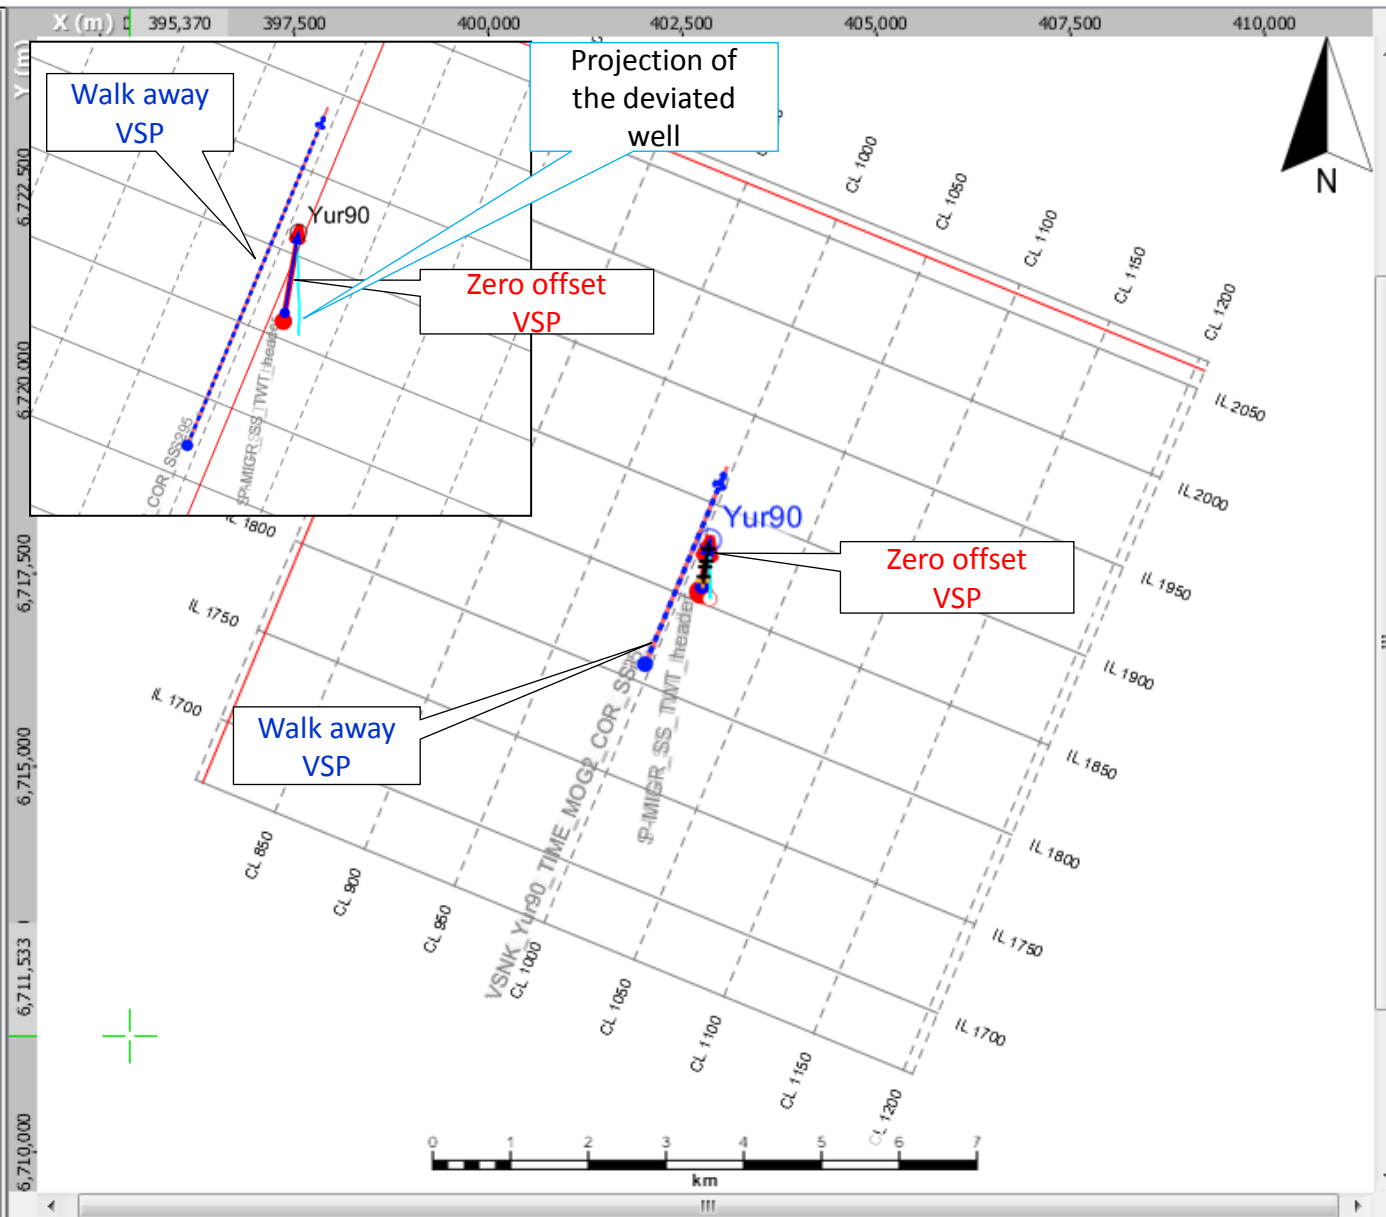 X (m)
395,370
397,500
400,000
402,500
405,000
407,500
410,000
Y (m)
6,722,500
6,720,000
6,717,500
6,715,000
6,711,533
6,710,000
Walk away
VSP
Projection of
the deviated
well
Yur90
Zero offset
VSP
COR_SSS295
SP-MIGR_SS_TWT_header
CL 1000
CL 1050
CL 1100
CL 1150
CL 1200
N
IL 2050
IL 2000
IL 1950
IL 1900
IL 1850
IL 1800
IL 1750
IL 1700
IL 1800
IL 1750
IL 1700
Yur90
Zero offset
VSP
Walk away
VSP
VSNK_Yur90_TIME_MOG2_COR
SP-MIGR_SS_TWT_header
CL 850
CL 900
CL 950
CL 1000
CL 1050
CL 1100
CL 1150
CL 1200
0 1 2 3 4 5 6 7
km